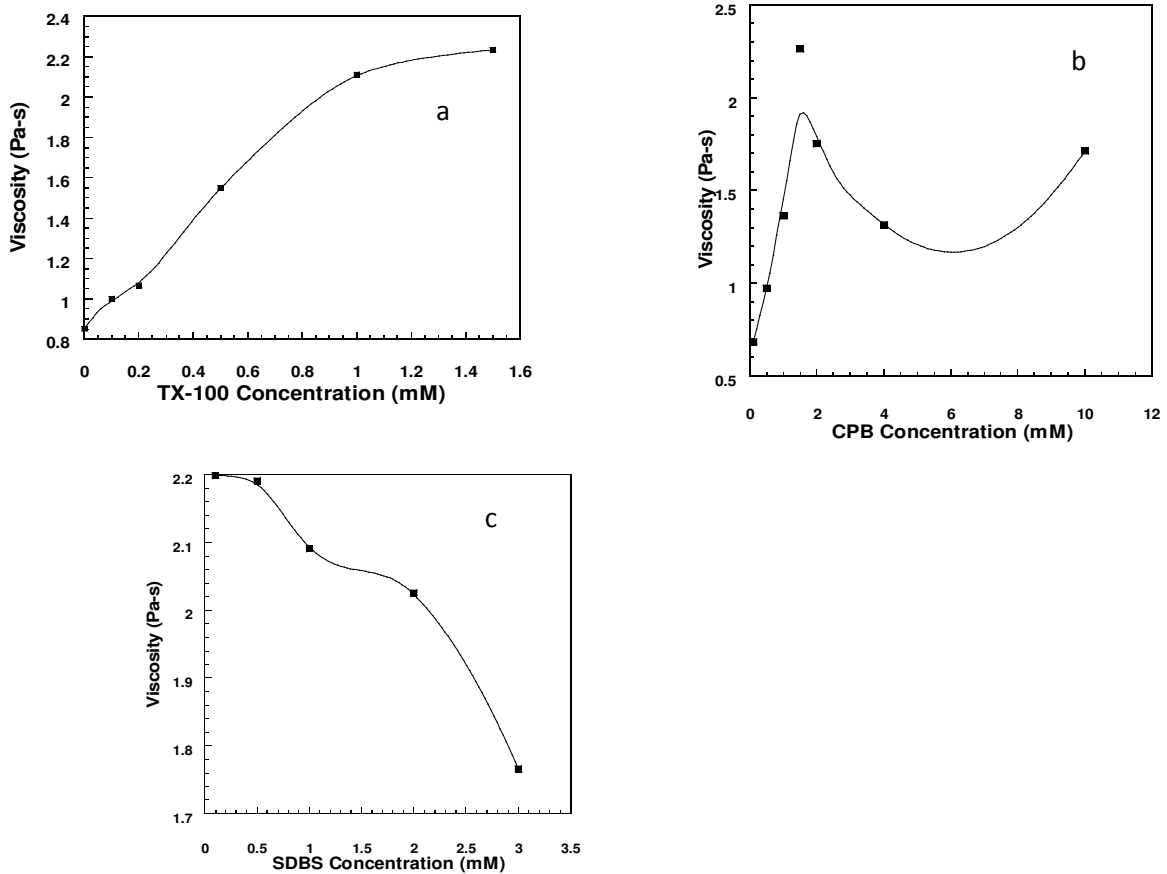 2.4
2.2
2
1.8
1.6
1.4
1.2
1
0.8
Viscosity (Pa-s)
a
0 0.2 0.4 0.6 0.8 1 1.2 1.4 1.6
TX-100 Concentration (mM)
2.5
2
1.5
1
0.5
Viscosity (Pa-s)
b
0 2 4 6 8 10 12
CPB Concentration (mM)
2.2
2.1
2
1.9
1.8
1.7
Viscosity (Pa-s)
c
0 0.5 1 1.5 2 2.5 3 3.5
SDBS Concentration (mM)